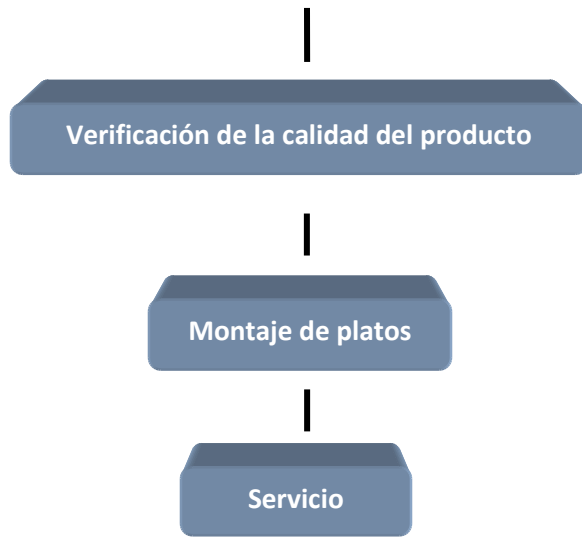 Verificación de la calidad del producto
Montaje de platos
Servicio